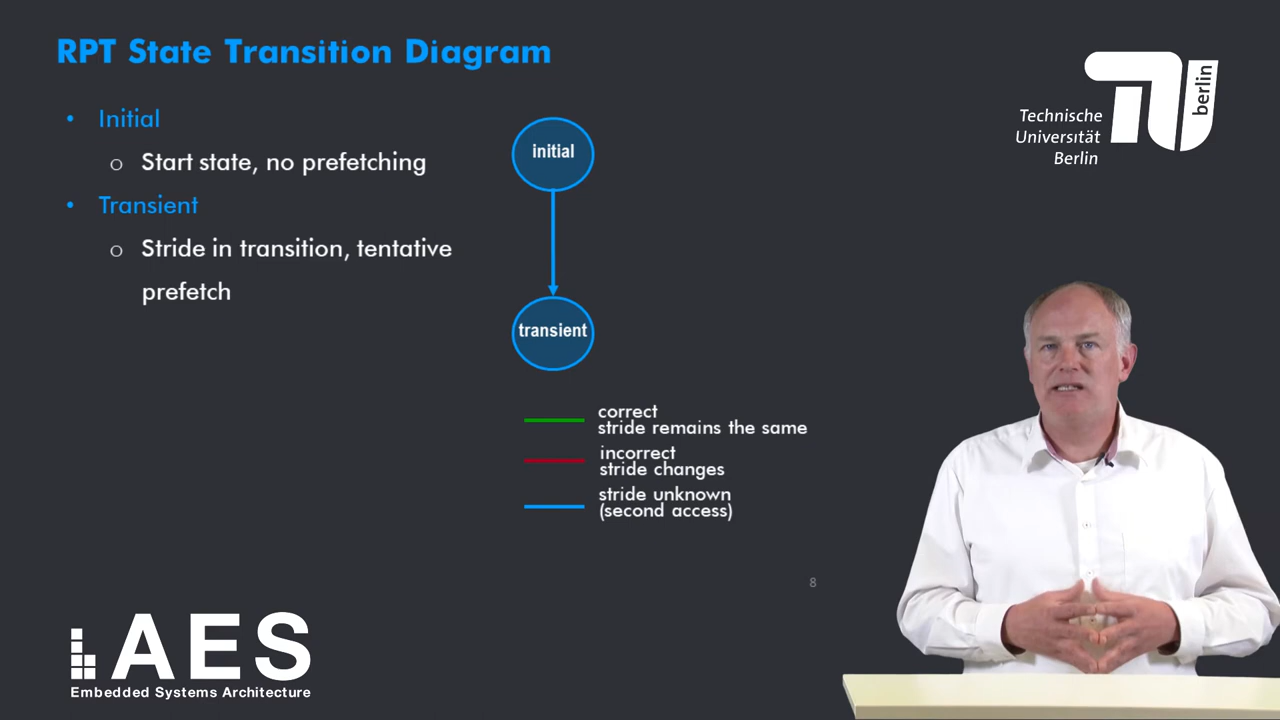 RPT State Transition Diagram
• Initial
o Start state, no prefetching
• Transient
o Stride in transition, tentative
prefetch
initial
transient
correct
stride remains the same
incorrect
stride changes
stride unknown
(second access)
8
Technische
Universität
Berlin
berlin
AES
Embedded Systems Architecture